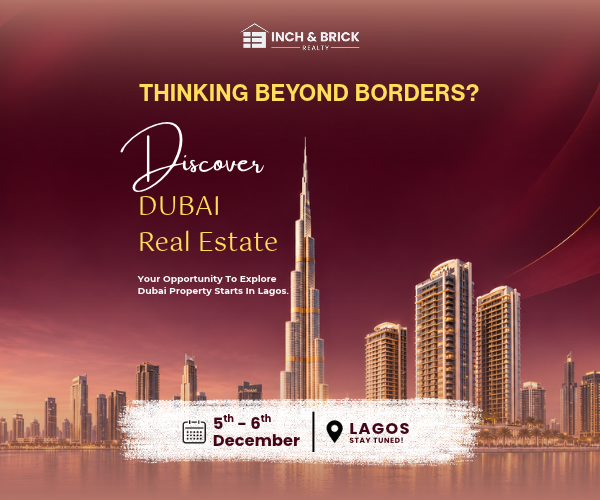 INCH & BRICK
REALTY
THINKING BEYOND BORDERS?
Discover
DUBAI
Real Estate
Your Opportunity To Explore
Dubai Property Starts In Lagos.
5th - 6th
December
LAGOS
STAY TUNED!